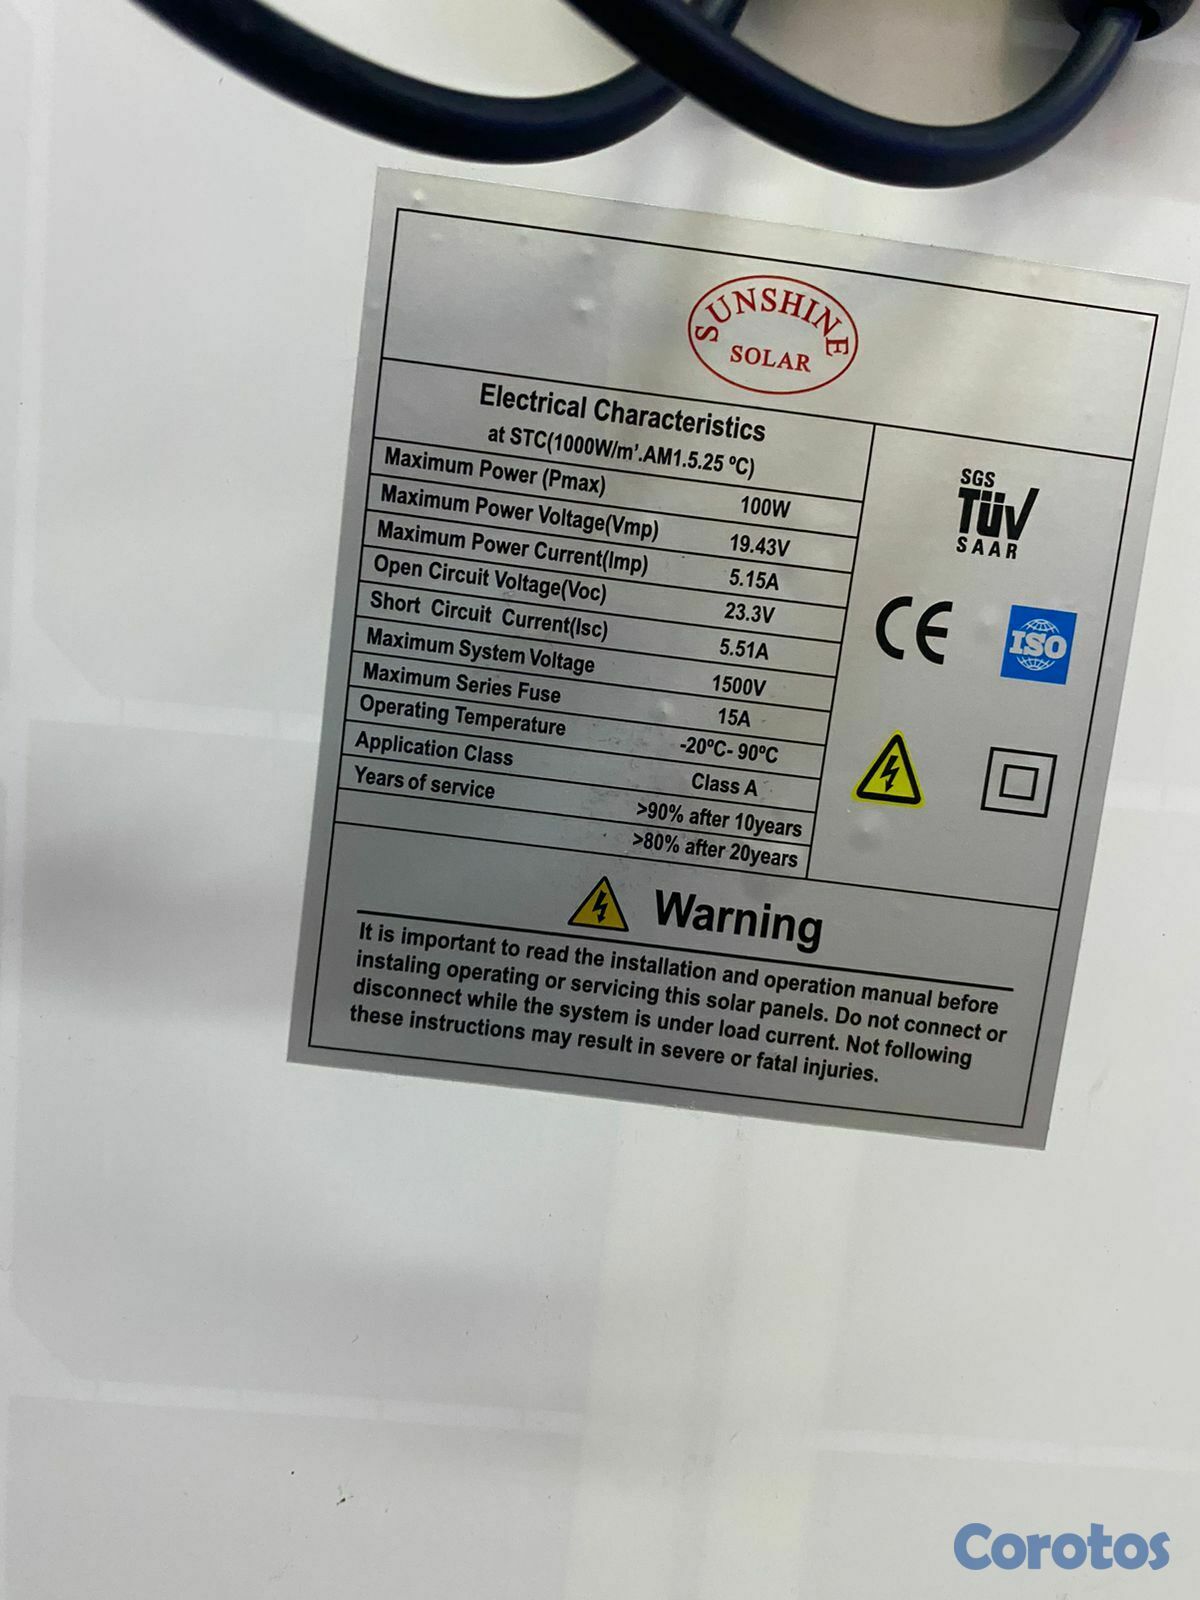 SUNSHINE
SOLAR
Electrical Characteristics
at STC(1000W/m'.AM1.5.25 ºC)
Maximum Power (Pmax) 100W
Maximum Power Voltage(Vmp) 19.43V
Maximum Power Current(Imp) 5.15A
Open Circuit Voltage(Voc) 23.3V
Short Circuit Current(Isc) 5.51A
Maximum System Voltage 1500V
Maximum Series Fuse 15A
Operating Temperature -20ºC- 90ºC
Application Class Class A
Years of service >90% after 10years
>80% after 20years
SGS
TÜV
SAAR
CE
ISO
Warning
It is important to read the installation and operation manual before
instaling operating or servicing this solar panels. Do not connect or
disconnect while the system is under load current. Not following
these instructions may result in severe or fatal injuries.
Corotos